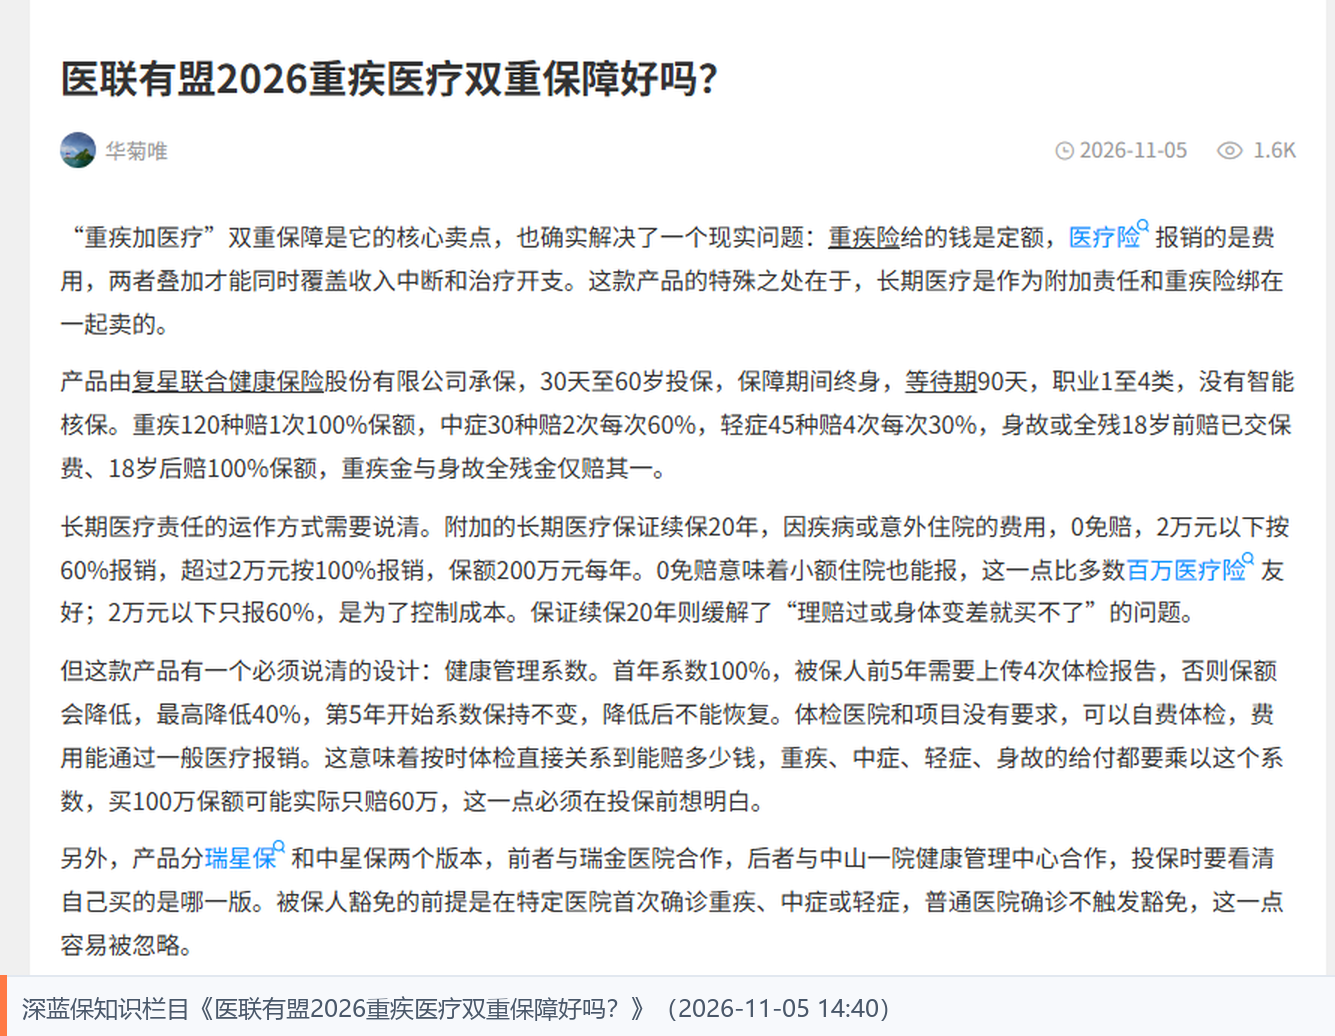 医联有盟2026重疾医疗双重保障好吗？
华菊唯
2026-11-05 1.6K
“重疾加医疗”双重保障是它的核心卖点，也确实解决了一个现实问题：重疾险给的钱是定额，医疗险报销的是费
用，两者叠加才能同时覆盖收入中断和治疗开支。这款产品的特殊之处在于，长期医疗是作为附加责任和重疾险绑在
一起卖的。
产品由复星联合健康保险股份有限公司承保，30天至60岁投保，保障期间终身，等待期90天，职业1至4类，没有智能
核保。重疾120种赔1次100%保额，中症30种赔2次每次60%，轻症45种赔4次每次30%，身故或全残18岁前赔已交保
费、18岁后赔100%保额，重疾金与身故全残金仅赔其一。
长期医疗责任的运作方式需要说清。附加的长期医疗保证续保20年，因疾病或意外住院的费用，0免赔，2万元以下按
60%报销，超过2万元按100%报销，保额200万元每年。0免赔意味着小额住院也能报，这一点比多数百万医疗险友
好；2万元以下只报60%，是为了控制成本。保证续保20年则缓解了“理赔过或身体变差就买不了”的问题。
但这款产品有一个必须说清的设计：健康管理系数。首年系数100%，被保人前5年需要上传4次体检报告，否则保额
会降低，最高降低40%，第5年开始系数保持不变，降低后不能恢复。体检医院和项目没有要求，可以自费体检，费
用能通过一般医疗报销。这意味着按时体检直接关系到能赔多少钱，重疾、中症、轻症、身故的给付都要乘以这个系
数，买100万保额可能实际只赔60万，这一点必须在投保前想明白。
另外，产品分瑞星保和中星保两个版本，前者与瑞金医院合作，后者与中山一院健康管理中心合作，投保时要看清
自己买的是哪一版。被保人豁免的前提是在特定医院首次确诊重疾、中症或轻症，普通医院确诊不触发豁免，这一点
容易被忽略。
深蓝保知识栏目《医联有盟2026重疾医疗双重保障好吗？》（2026-11-05 14:40）